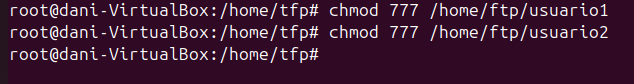 root@dani-VirtualBox:/home/tfp# chmod 777 /home/ftp/usuario1
root@dani-VirtualBox:/home/tfp# chmod 777 /home/ftp/usuario2
root@dani-VirtualBox:/home/tfp#